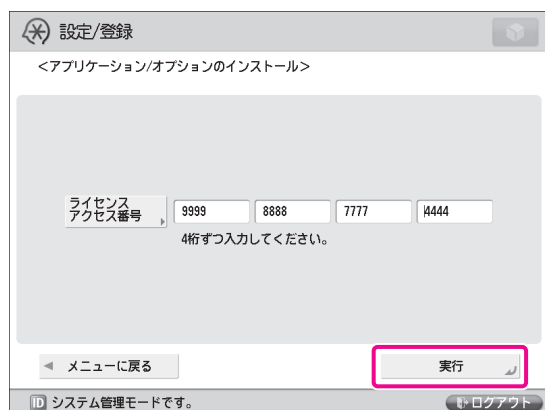 設定/登録
<アプリケーション/オプションのインストール>
ライセンス
アクセス番号
9999 8888 7777 4444
4桁ずつ入力してください。
メニューに戻る 実行
ID システム管理モードです。 ログアウト